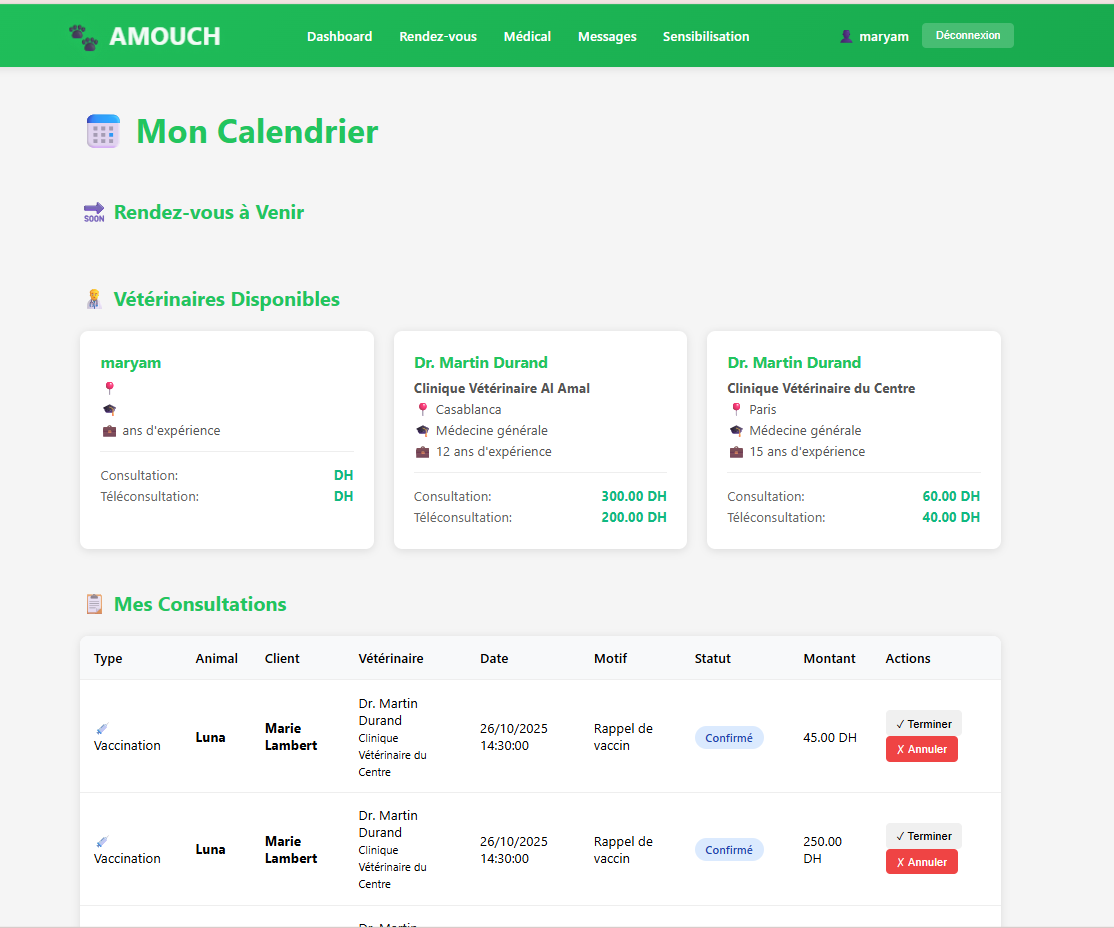 AMOUCH
Dashboard Rendez-vous Médical Messages Sensibilisation
maryam Déconnexion
Mon Calendrier
SOON Rendez-vous à Venir
Vétérinaires Disponibles
maryam
ans d'expérience
Consultation: DH
Téléconsultation: DH
Dr. Martin Durand
Clinique Vétérinaire Al Amal
Casablanca
Médecine générale
12 ans d'expérience
Consultation: 300.00 DH
Téléconsultation: 200.00 DH
Dr. Martin Durand
Clinique Vétérinaire du Centre
Paris
Médecine générale
15 ans d'expérience
Consultation: 60.00 DH
Téléconsultation: 40.00 DH
Mes Consultations
Type Animal Client Vétérinaire Date Motif Statut Montant Actions
Vaccination
Luna
Marie
Lambert
Dr. Martin
Durand
Clinique
Vétérinaire du
Centre
26/10/2025
14:30:00
Rappel de
vaccin
Confirmé
45.00 DH
✓ Terminer
✗ Annuler
Vaccination
Luna
Marie
Lambert
Dr. Martin
Durand
Clinique
Vétérinaire du
Centre
26/10/2025
14:30:00
Rappel de
vaccin
Confirmé
250.00
DH
✓ Terminer
✗ Annuler